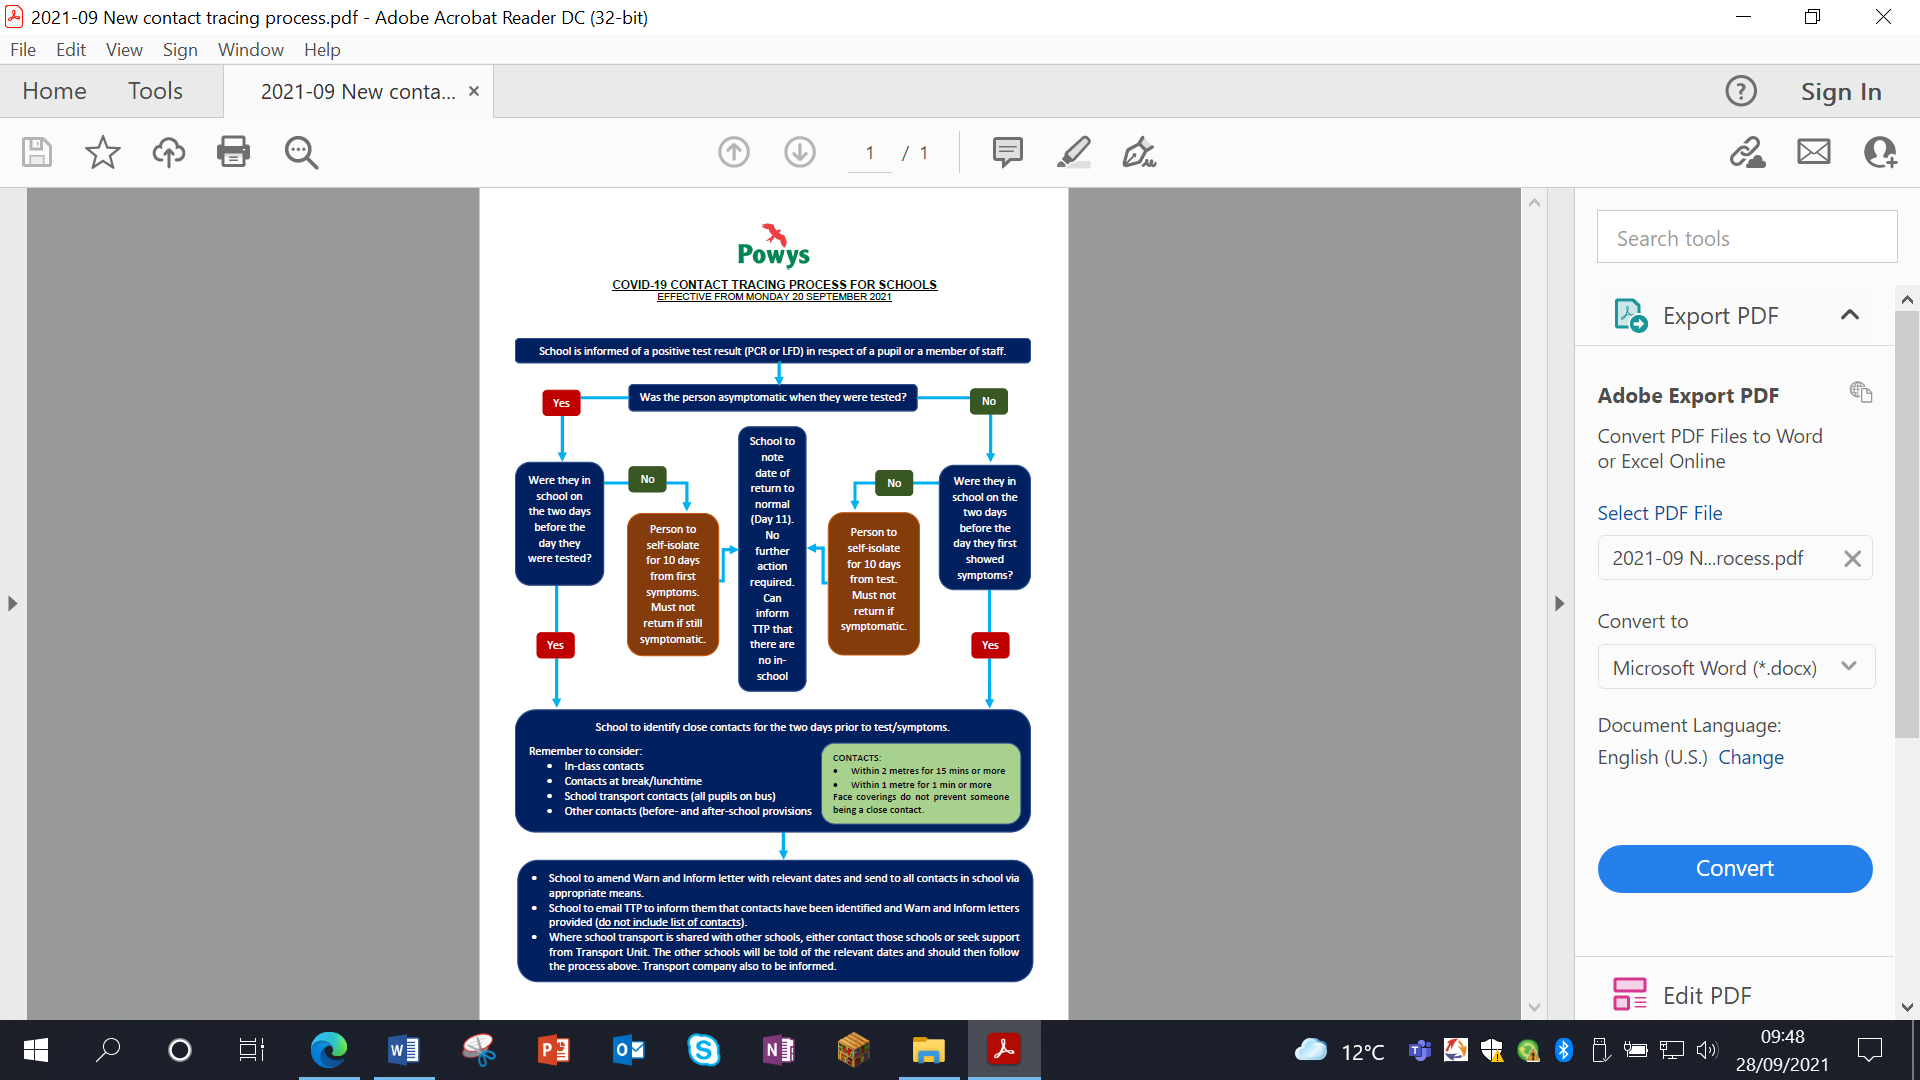 2021-09 New contact tracing process.pdf - Adobe Acrobat Reader DC (32-bit)
File Edit View Sign Window Help
Home Tools 2021-09 New conta... × ? Sign In
1 / 1
Powys
COVID-19 CONTACT TRACING PROCESS FOR SCHOOLS
EFFECTIVE FROM MONDAY 20 SEPTEMBER 2021
School is informed of a positive test result (PCR or LFD) in respect of a pupil or a member of staff.
Yes
Was the person asymptomatic when they were tested?
No
Were they in
school on
the two days
before the
day they
were tested?
No
Person to
self-isolate
for 10 days
from first
symptoms.
Must not
return if still
symptomatic.
School to
note
date of
return to
normal
(Day 11).
No
further
action
required.
Can
inform
TTP that
there are
no in-
school
No
Person to
self-isolate
for 10 days
from test.
Must not
return if
symptomatic.
Were they in
school on the
two days
before the
day they first
showed
symptoms?
Yes
Yes
School to identify close contacts for the two days prior to test/symptoms.
Remember to consider:
• In-class contacts
• Contacts at break/lunchtime
• School transport contacts (all pupils on bus)
• Other contacts (before- and after-school provisions
CONTACTS:
• Within 2 metres for 15 mins or more
• Within 1 metre for 1 min or more
Face coverings do not prevent someone
being a close contact.
• School to amend Warn and Inform letter with relevant dates and send to all contacts in school via
appropriate means.
• School to email TTP to inform them that contacts have been identified and Warn and Inform letters
provided (do not include list of contacts).
• Where school transport is shared with other schools, either contact those schools or seek support
from Transport Unit. The other schools will be told of the relevant dates and should then follow
the process above. Transport company also to be informed.
Search tools
Export PDF
Adobe Export PDF
Convert PDF Files to Word
or Excel Online
Select PDF File
2021-09 N...rocess.pdf
Convert to
Microsoft Word (*.docx)
Document Language:
English (U.S.) Change
Convert
Edit PDF
12°C
09:48
28/09/2021